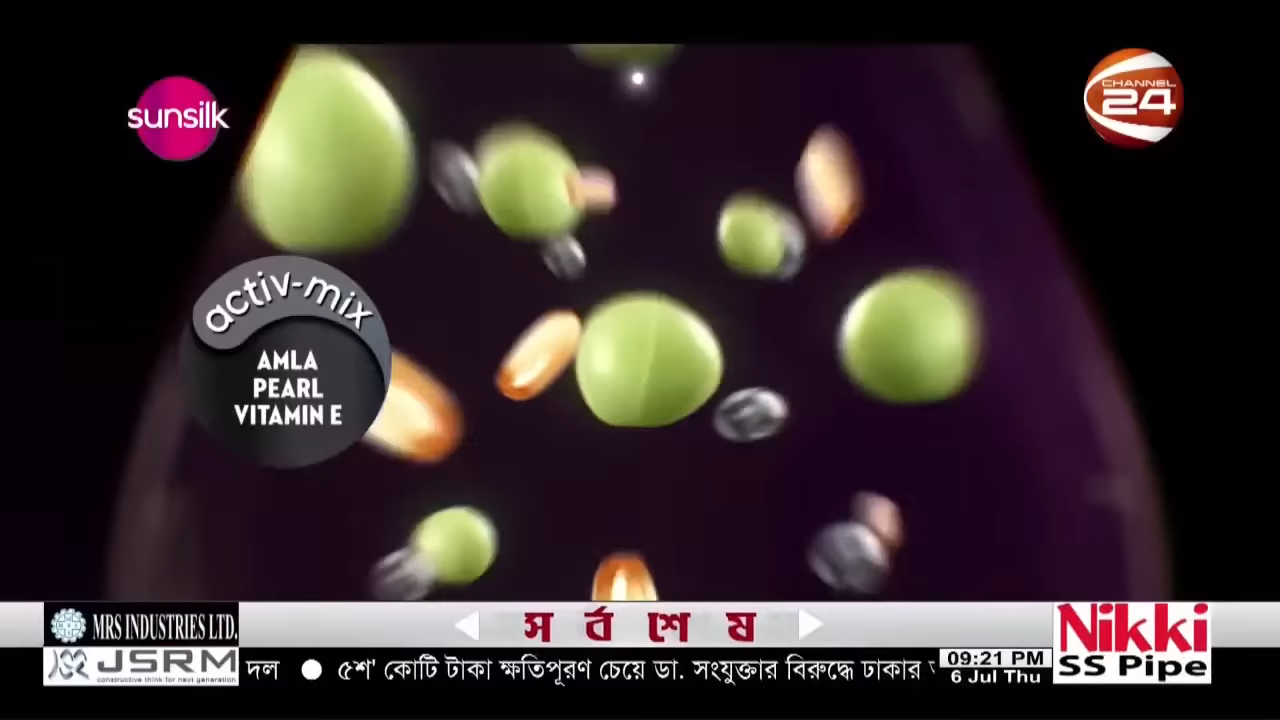 sunsilk
CHANNEL
24
activ-mix
AMLA
PEARL
VITAMIN E
সর্বশেষ
MRS INDUSTRIES LTD.
JSRM
constructive think for next generation
দল ● ৫শ' কোটি টাকা ক্ষতিপূরণ চেয়ে ডা. সংযুক্তার বিরুদ্ধে ঢাকার
09:21 PM
6 Jul Thu
Nikki
SS Pipe